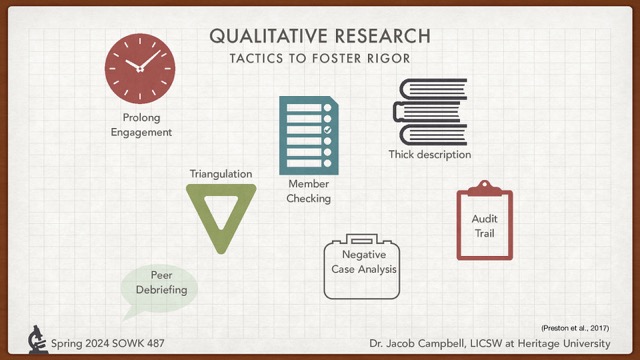 QUALITATIVE RESEARCH
TACTICS TO FOSTER RIGOR
Prolong
Engagement
Thick description
Triangulation
Member
Checking
Audit
Trail
Negative
Case Analysis
Peer
Debriefing
(Preston et al., 2017)
Spring 2024 SOWK 487
Dr. Jacob Campbell, LICSW at Heritage University